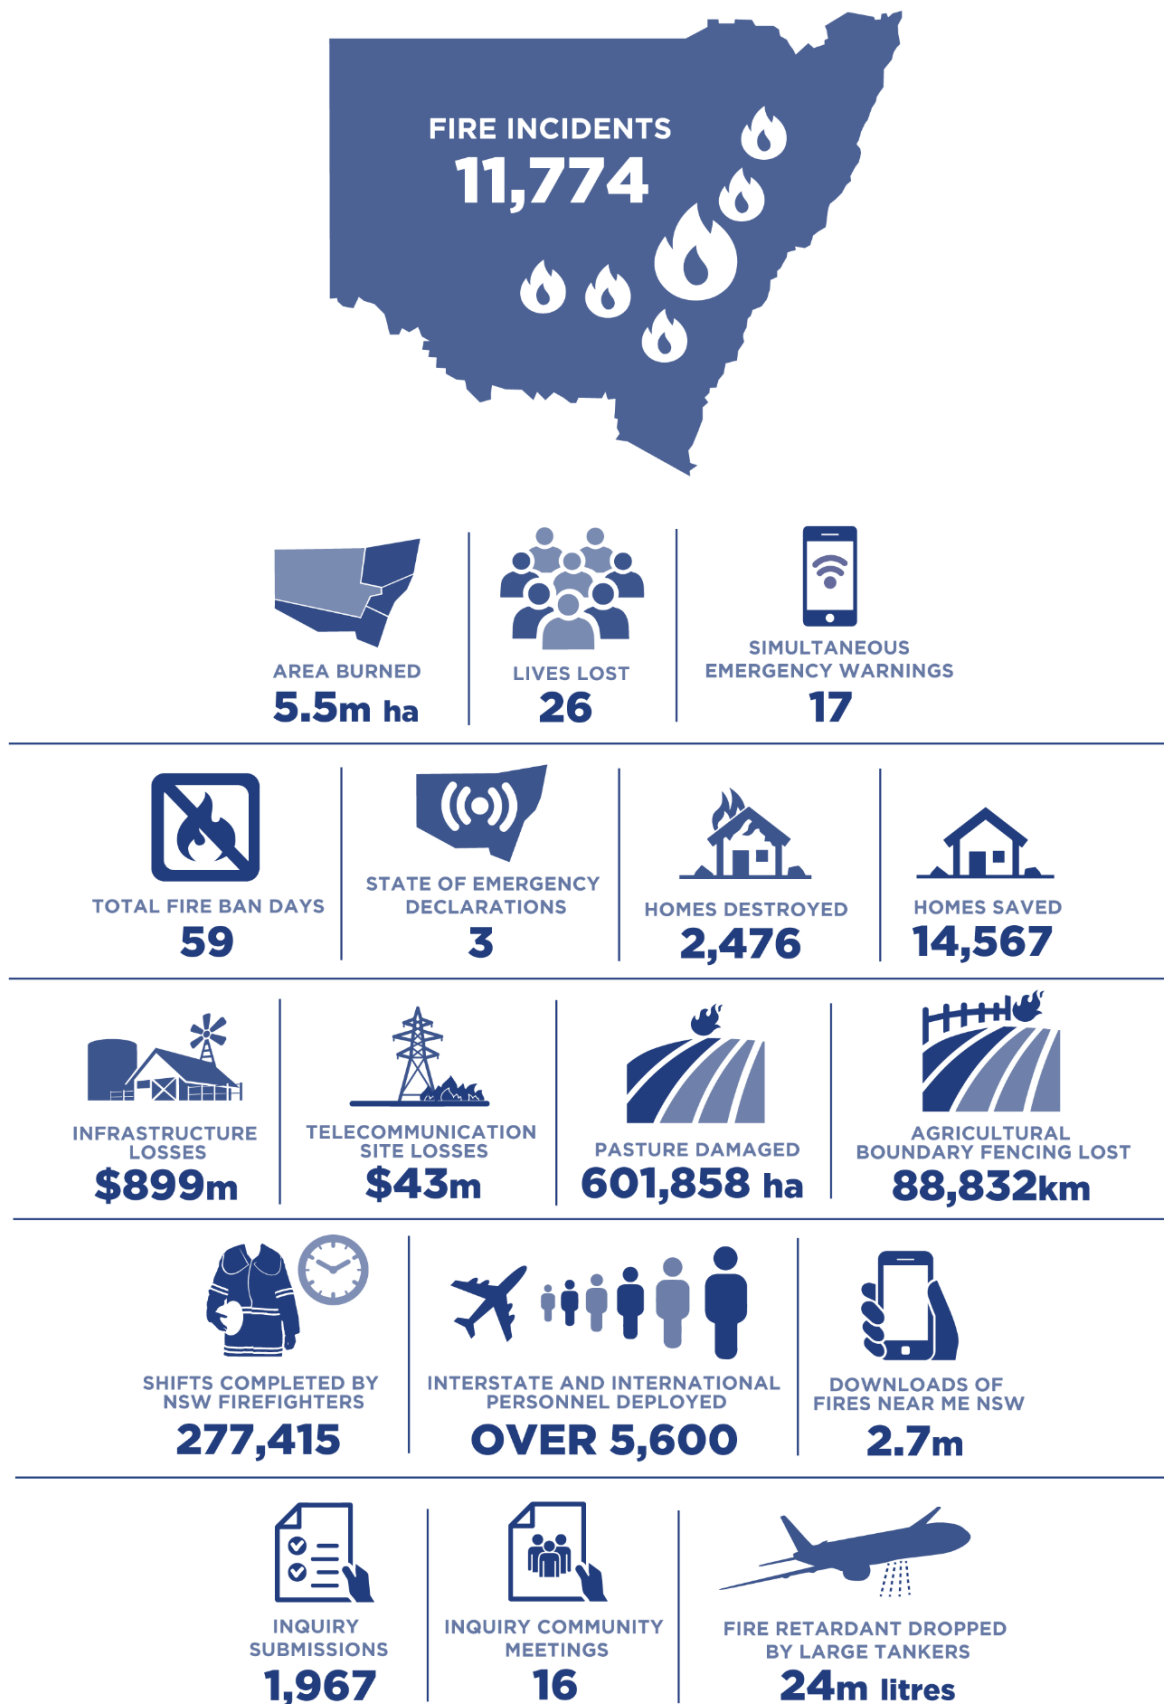 FIRE INCIDENTS
11,774
AREA BURNED
5.5m ha
LIVES LOST
26
SIMULTANEOUS
EMERGENCY WARNINGS
17
TOTAL FIRE BAN DAYS
59
STATE OF EMERGENCY
DECLARATIONS
3
HOMES DESTROYED
2,476
HOMES SAVED
14,567
INFRASTRUCTURE
LOSSES
$899m
TELECOMMUNICATION
SITE LOSSES
$43m
PASTURE DAMAGED
601,858 ha
AGRICULTURAL
BOUNDARY FENCING LOST
88,832km
SHIFTS COMPLETED BY
NSW FIREFIGHTERS
277,415
INTERSTATE AND INTERNATIONAL
PERSONNEL DEPLOYED
OVER 5,600
DOWNLOADS OF
FIRES NEAR ME NSW
2.7m
INQUIRY
SUBMISSIONS
1,967
INQUIRY COMMUNITY
MEETINGS
16
FIRE RETARDANT DROPPED
BY LARGE TANKERS
24m litres